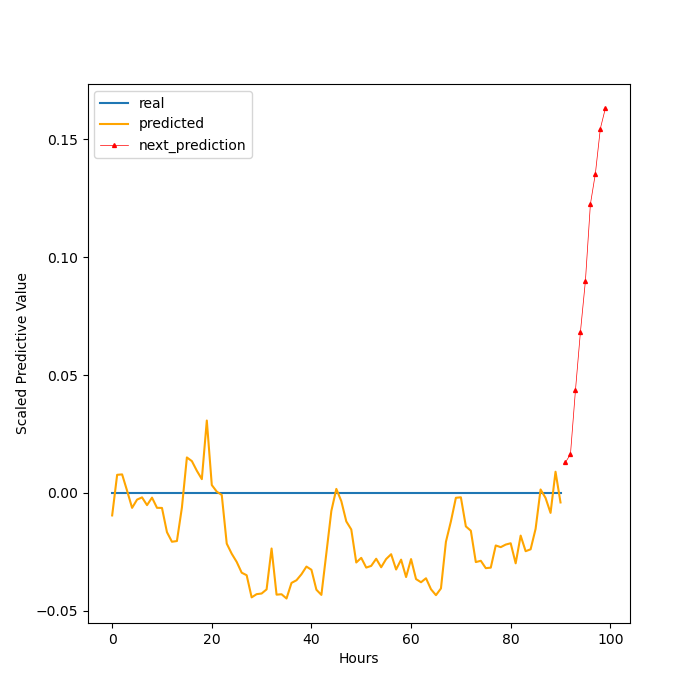 real
predicted
next_prediction
0.15
0.10
0.05
0.00
−0.05
Scaled Predictive Value
0 20 40 60 80 100
Hours